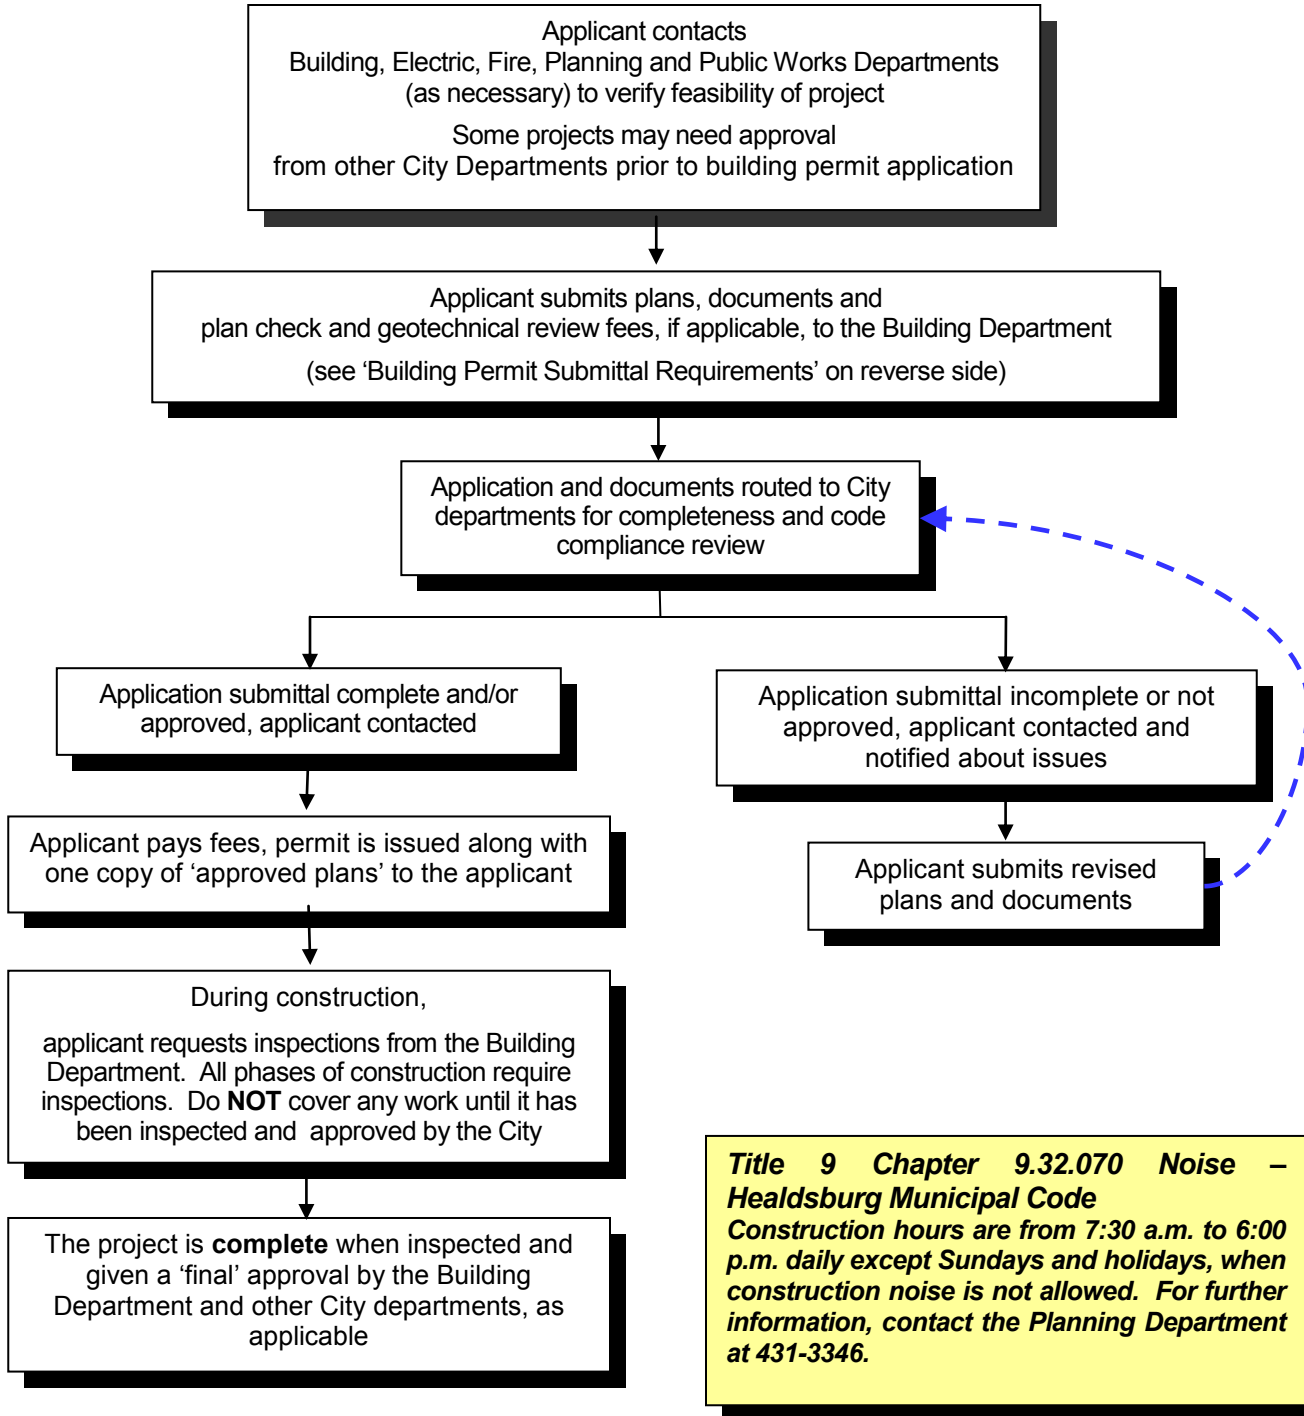 Applicant contacts
Building, Electric, Fire, Planning and Public Works Departments
(as necessary) to verify feasibility of project
Some projects may need approval
from other City Departments prior to building permit application
Applicant submits plans, documents and
plan check and geotechnical review fees, if applicable, to the Building Department
(see ‘Building Permit Submittal Requirements’ on reverse side)
Application and documents routed to City
departments for completeness and code
compliance review
Application submittal complete and/or
approved, applicant contacted
Application submittal incomplete or not
approved, applicant contacted and
notified about issues
Applicant pays fees, permit is issued along with
one copy of ‘approved plans’ to the applicant
Applicant submits revised
plans and documents
During construction,
applicant requests inspections from the Building
Department.  All phases of construction require
inspections.  Do NOT cover any work until it has
been inspected and  approved by the City
The project is complete when inspected and
given a ‘final’ approval by the Building
Department and other City departments, as
applicable
Title 9 Chapter 9.32.070 Noise –
Healdsburg Municipal Code
Construction hours are from 7:30 a.m. to 6:00
p.m. daily except Sundays and holidays, when
construction noise is not allowed.  For further
information, contact the Planning Department
at 431-3346.